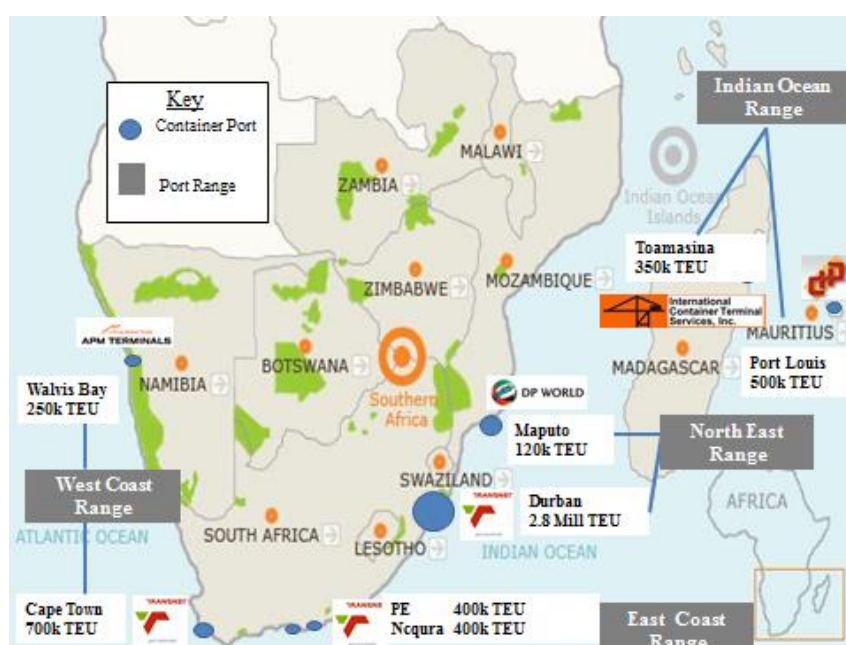 Key
Container Port
Port Range
Indian Ocean
Range
MALAWI
ZAMBIA
Indian Ocean
Islands
Toamasina
350k TEU
MOZAMBIQUE
ZIMBABWE
International
Container Terminal
Services, Inc.
APM TERMINALS
MAURITIUS
BOTSWANA
NAMIBIA
MADAGASCAR
Port Louis
500k TEU
Walvis Bay
250k TEU
Southern
Africa
DP WORLD
Maputo
120k TEU
North East
Range
SWAZILAND
West Coast
Range
Durban
2.8 Mill TEU
AFRICA
TRANSNET
SOUTH AFRICA
LESOTHO
ATLANTIC OCEAN
INDIAN OCEAN
Cape Town
700k TEU
TRANSNET
TRANSNE
PE 400k TEU
Ncqura 400k TEU
East Coast
Range